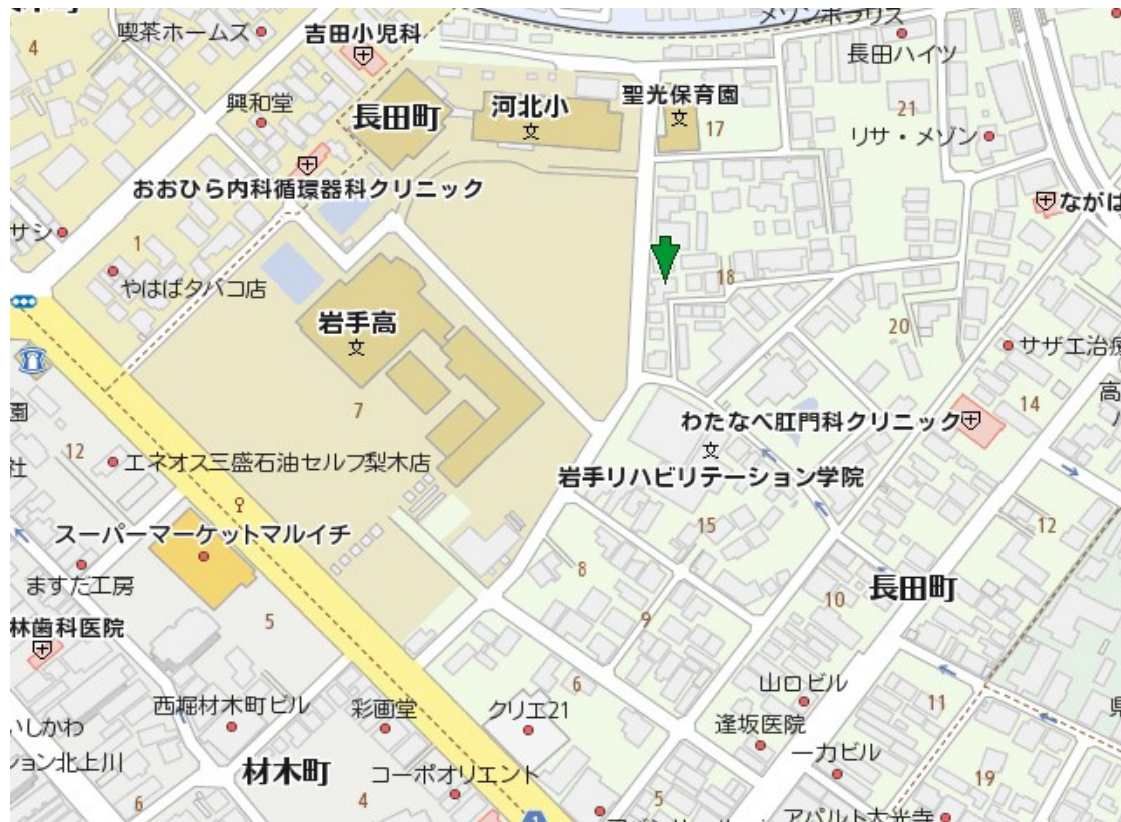 喫茶ホームズ
吉田小児科
メゾンポラリス
長田ハイツ
4
興和堂
長田町
河北小
文
聖光保育園
文
17
21
リサ・メゾン
おおひら内科循環器科クリニック
サシ
1
やはばタバコ店
ながは
18
岩手高
文
20
サザエ治療
7
園
12
社
エネオス三盛石油セルフ梨木店
わたなべ肛門科クリニック
14
高
文
岩手リハビリテーション学院
スーパーマーケットマルイチ
15
12
ますだ工房
8
10
長田町
林歯科医院
5
9
西堀材木町ビル
彩画堂
6
クリエ21
山口ビル
11
逢坂医院
いしかわ
ション北上川
材木町
コーポオリエント
一力ビル
19
6
4
5
アパルト大光寺
1